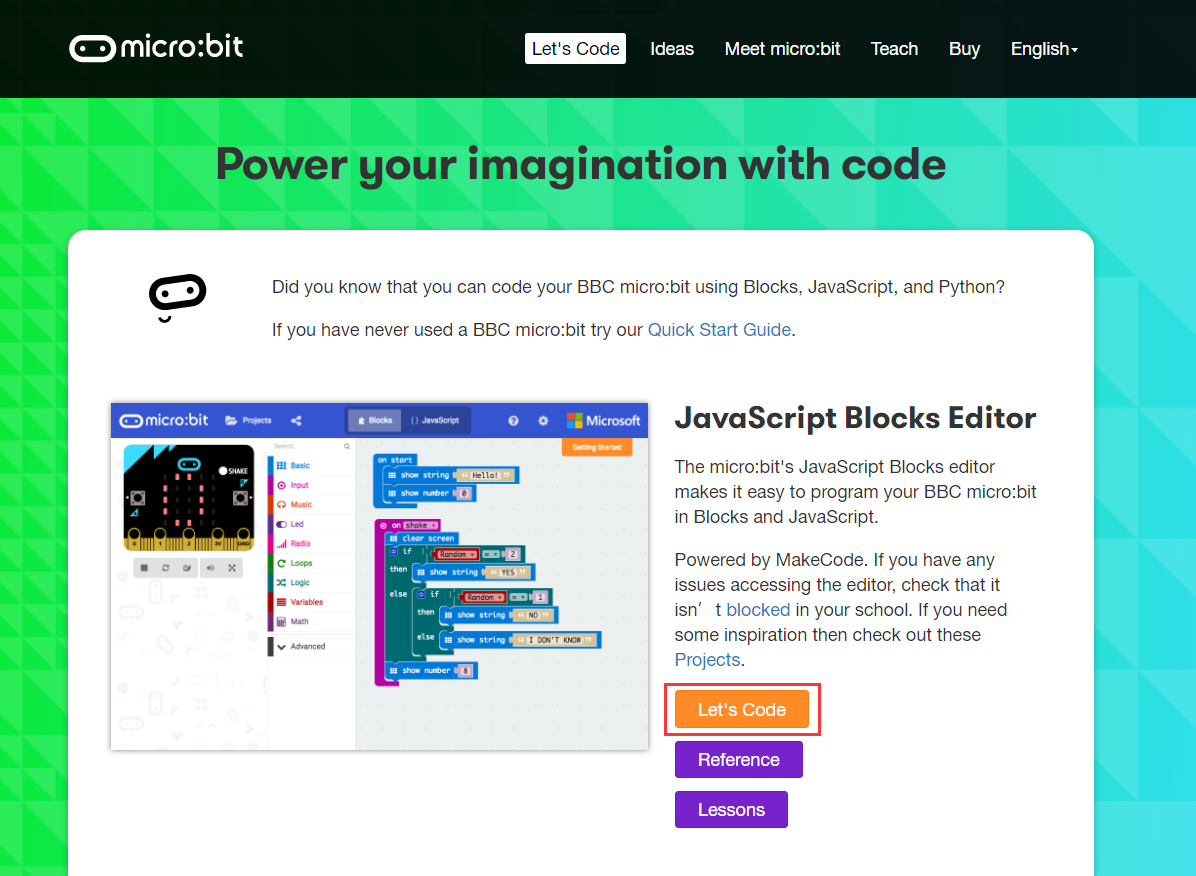 micro:bit
Let's Code Ideas Meet micro:bit Teach Buy English
Power your imagination with code
Did you know that you can code your BBC micro:bit using Blocks, JavaScript, and Python?
If you have never used a BBC micro:bit try our Quick Start Guide.
micro:bit Projects Blocks {} JavaScript ? Microsoft
Search...
Getting Started
SHAKE
0 1 2 3V GND
Basic
Input
Music
Led
Radio
Loops
Logic
Variables
Math
Advanced
on start
show string “ Hello! ”
show number 0
on shake
clear screen
if Random = 2
then show string “ YES ”
else if Random = 1
then show string “ NO ”
else show string “ I DON'T KNOW ”
show number 8
JavaScript Blocks Editor
The micro:bit's JavaScript Blocks editor
makes it easy to program your BBC micro:bit
in Blocks and JavaScript.
Powered by MakeCode. If you have any
issues accessing the editor, check that it
isn’t blocked in your school. If you need
some inspiration then check out these
Projects.
Let's Code
Reference
Lessons